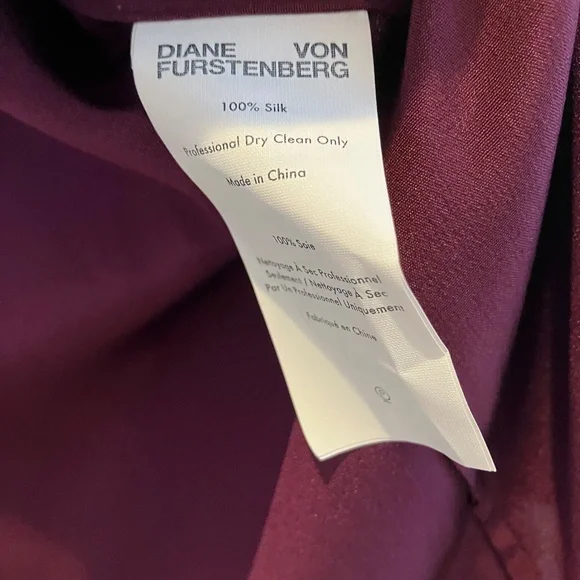 DIANE VON
FURSTENBERG
100% Silk
Professional Dry Clean Only
Made in China
100% Soie
Nettoyage À Sec Professionnel
Seulement / Nettoyage À Sec
Par Un Professionnel Uniquement
Fabriqué en Chine